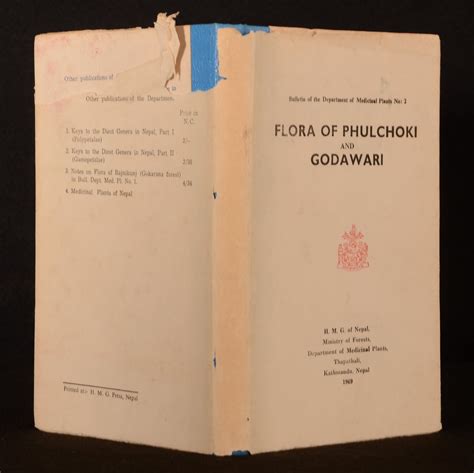 Other publications of
Other publications of the Department.
Price in
N.C.
1. Keys to the Dicot Genera in Nepal, Part I
(Polypetalae)
2/-
2. Keys to the Dicot Genera in Nepal, Part II
(Gamopetalae)
3. Notes on Flora of Rajnikunj (Gokarana forest)
in Bull. Dept. Med. Pl. No. 1.
4. Medicinal Plants of Nepal
Printed at:- H. M. G. Press, Nepal
Bulletin of the Department of Medicinal Plants No: 2
FLORA OF PHULCHOKI
AND
GODAWARI
H. M. G. of Nepal,
Ministry of Forests,
Department of Medicinal Plants,
Thapathali,
Kathmandu, Nepal
1969